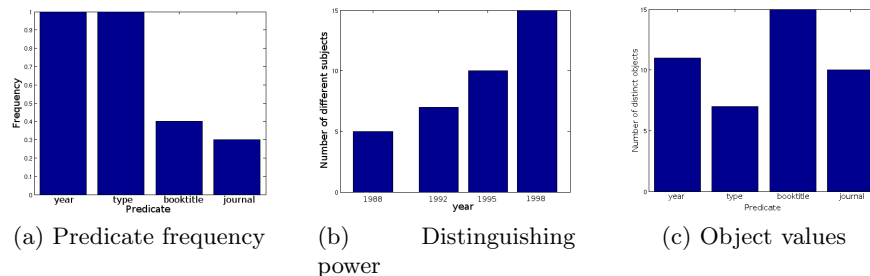 1
0.9
0.8
0.7
0.6
0.5
0.4
0.3
0.2
0.1
0
Frequency
year type booktitle journal
Predicate
(a) Predicate frequency
15
10
5
0
Number of different subjects
1988 1992 1995 1998
year
(b) Distinguishing
power
15
10
5
0
Number of distinct objects
year type booktitle journal
Predicate
(c) Object values